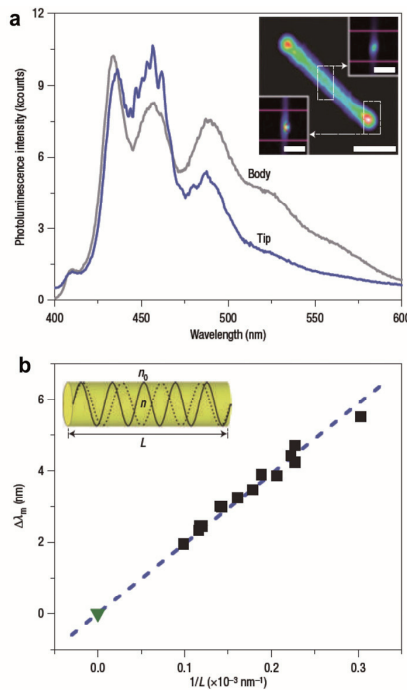 a
12
9
6
3
0
Photoluminescence intensity (kcounts)
Body
Tip
400
450
500
550
600
Wavelength (nm)
b
n₀
n
L
6
4
2
0
Δλₘ (nm)
0.0
0.1
0.2
0.3
1/L (×10⁻³ nm⁻¹)